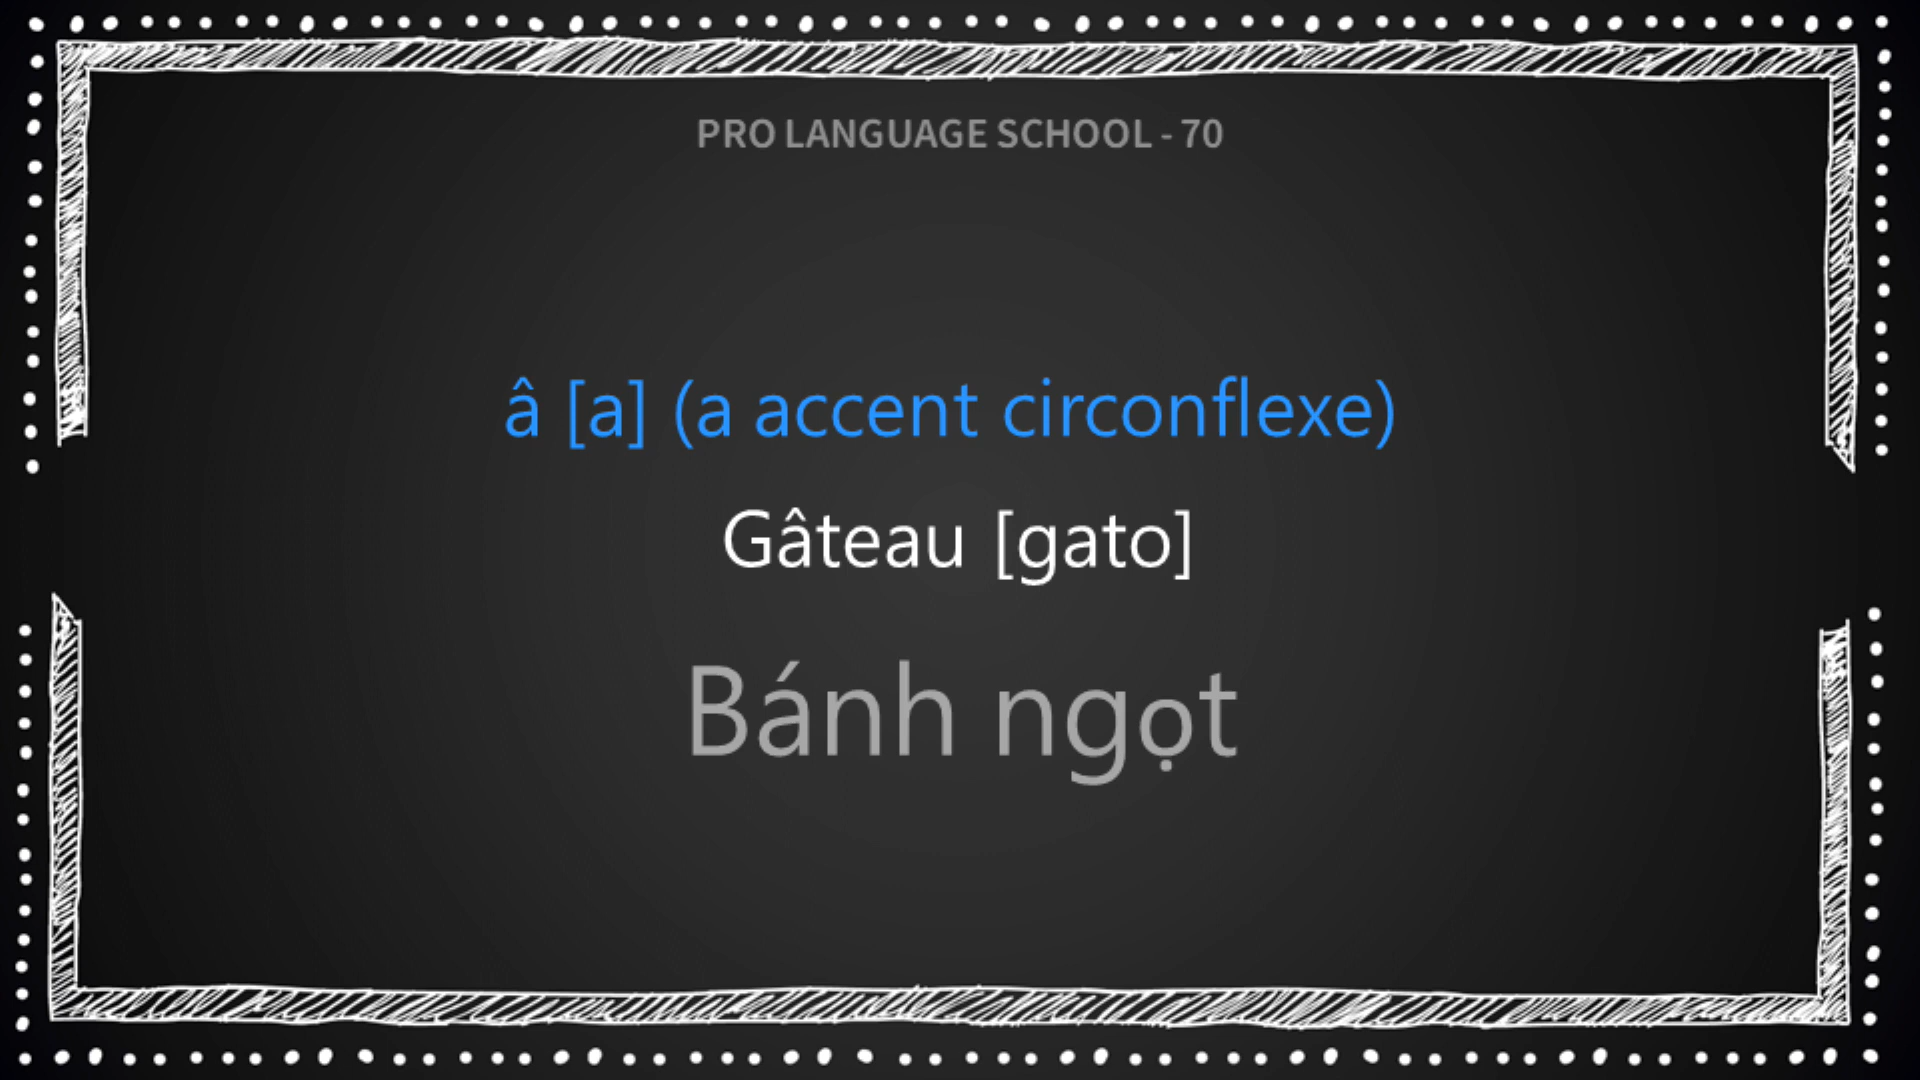 PRO LANGUAGE SCHOOL - 70
â [a] (a accent circonflexe)
Gâteau [gato]
Bánh ngọt